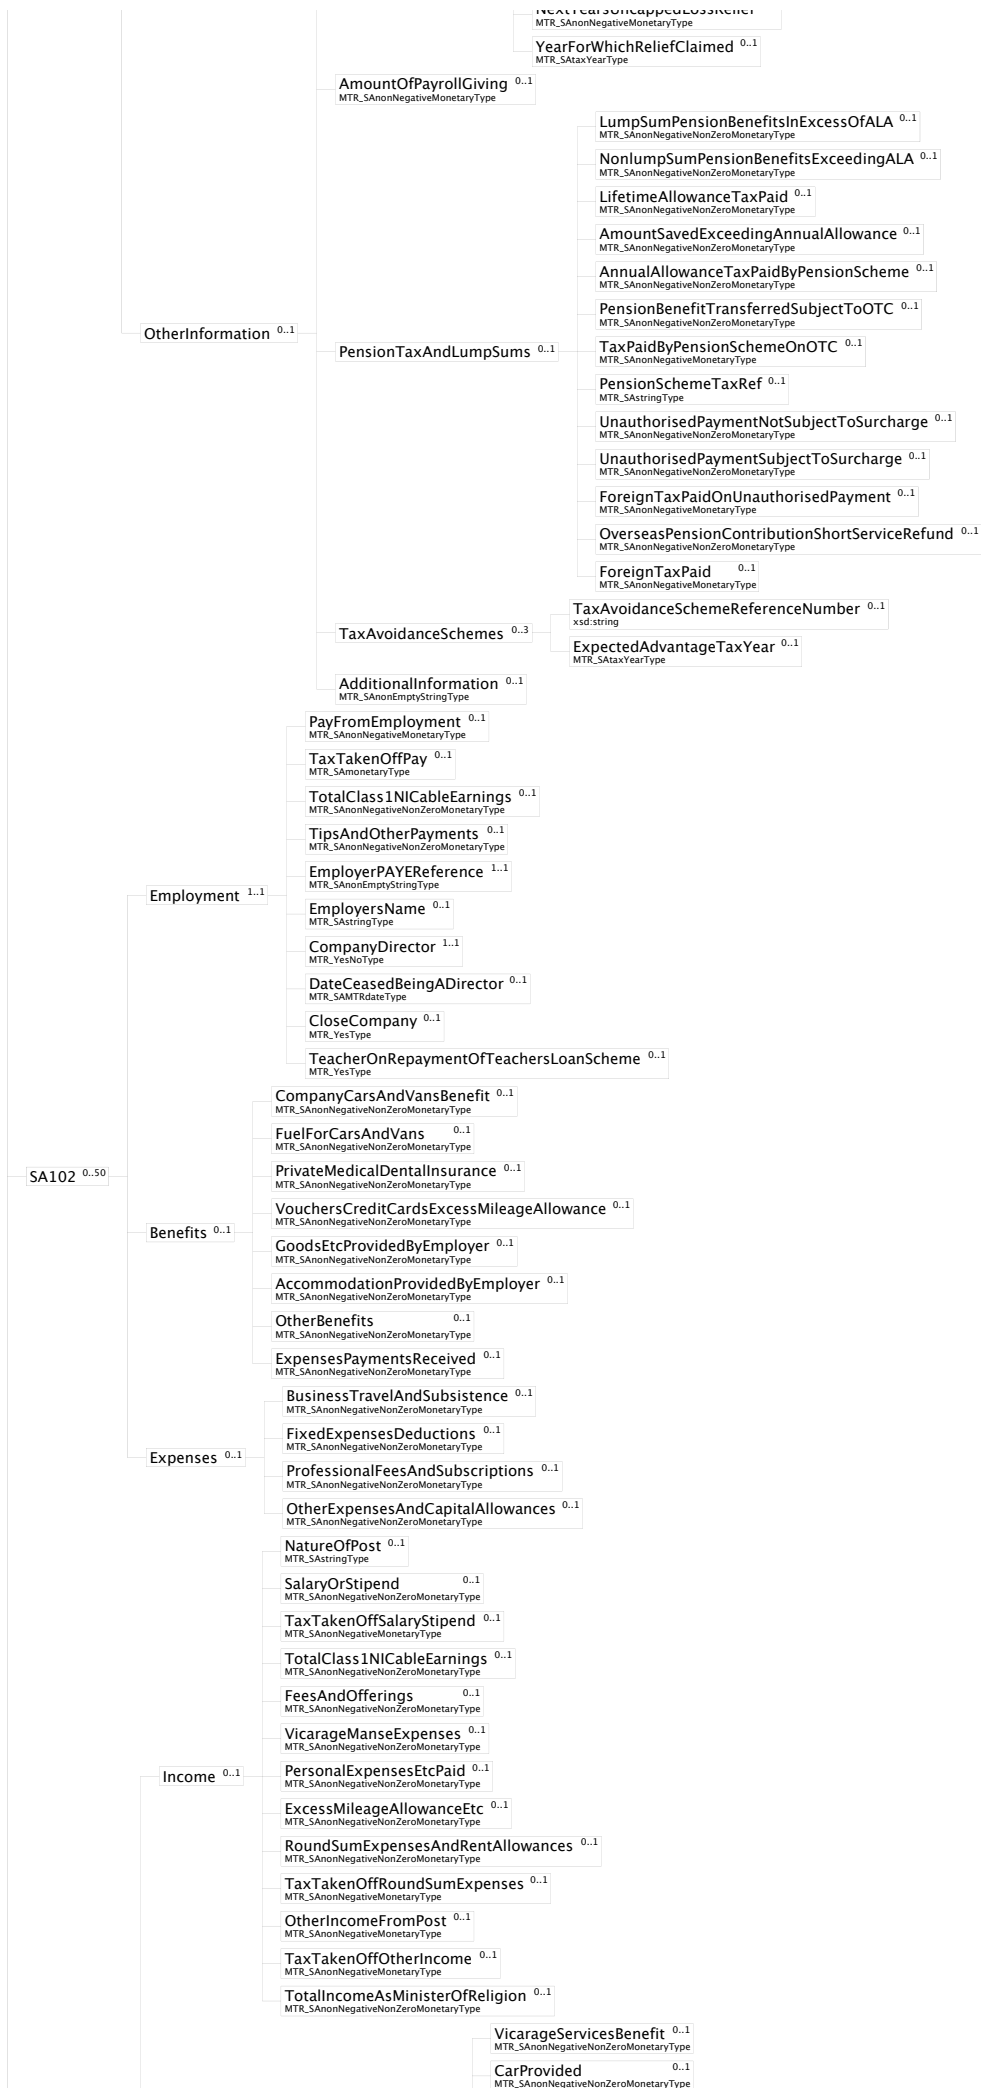 NextYearsUncappedLossRelief
MTR_SAnonNegativeMonetaryType
YearForWhichReliefClaimed 0..1
MTR_SAtaxYearType
AmountOfPayrollGiving 0..1
MTR_SAnonNegativeMonetaryType
LumpSumPensionBenefitsInExcessOfALA 0..1
MTR_SAnonNegativeNonZeroMonetaryType
NonlumpSumPensionBenefitsExceedingALA 0..1
MTR_SAnonNegativeNonZeroMonetaryType
LifetimeAllowanceTaxPaid 0..1
MTR_SAnonNegativeNonZeroMonetaryType
AmountSavedExceedingAnnualAllowance 0..1
MTR_SAnonNegativeNonZeroMonetaryType
AnnualAllowanceTaxPaidByPensionScheme 0..1
MTR_SAnonNegativeNonZeroMonetaryType
PensionBenefitTransferredSubjectToOTC 0..1
MTR_SAnonNegativeNonZeroMonetaryType
OtherInformation 0..1
PensionTaxAndLumpSums 0..1
TaxPaidByPensionSchemeOnOTC 0..1
MTR_SAnonNegativeMonetaryType
PensionSchemeTaxRef 0..1
MTR_SAstringType
UnauthorisedPaymentNotSubjectToSurcharge 0..1
MTR_SAnonNegativeNonZeroMonetaryType
UnauthorisedPaymentSubjectToSurcharge 0..1
MTR_SAnonNegativeNonZeroMonetaryType
ForeignTaxPaidOnUnauthorisedPayment 0..1
MTR_SAnonNegativeMonetaryType
OverseasPensionContributionShortServiceRefund 0..1
MTR_SAnonNegativeNonZeroMonetaryType
ForeignTaxPaid 0..1
MTR_SAnonNegativeMonetaryType
TaxAvoidanceSchemes 0..3
TaxAvoidanceSchemeReferenceNumber 0..1
xsd:string
ExpectedAdvantageTaxYear 0..1
MTR_SAtaxYearType
AdditionalInformation 0..1
MTR_SAnonEmptyStringType
PayFromEmployment 0..1
MTR_SAnonNegativeMonetaryType
TaxTakenOffPay 0..1
MTR_SAmonetaryType
TotalClass1NICableEarnings 0..1
MTR_SAnonNegativeNonZeroMonetaryType
TipsAndOtherPayments 0..1
MTR_SAnonNegativeNonZeroMonetaryType
Employment 1..1
EmployerPAYEReference 1..1
MTR_SAnonEmptyStringType
EmployersName 0..1
MTR_SAstringType
CompanyDirector 1..1
MTR_YesNoType
DateCeasedBeingADirector 0..1
MTR_SAMTRdateType
CloseCompany 0..1
MTR_YesType
TeacherOnRepaymentOfTeachersLoanScheme 0..1
MTR_YesType
CompanyCarsAndVansBenefit 0..1
MTR_SAnonNegativeNonZeroMonetaryType
FuelForCarsAndVans 0..1
MTR_SAnonNegativeNonZeroMonetaryType
SA102 0..50
PrivateMedicalDentalInsurance 0..1
MTR_SAnonNegativeNonZeroMonetaryType
VouchersCreditCardsExcessMileageAllowance 0..1
MTR_SAnonNegativeNonZeroMonetaryType
Benefits 0..1
GoodsEtcProvidedByEmployer 0..1
MTR_SAnonNegativeNonZeroMonetaryType
AccommodationProvidedByEmployer 0..1
MTR_SAnonNegativeNonZeroMonetaryType
OtherBenefits 0..1
MTR_SAnonNegativeNonZeroMonetaryType
ExpensesPaymentsReceived 0..1
MTR_SAnonNegativeNonZeroMonetaryType
BusinessTravelAndSubsistence 0..1
MTR_SAnonNegativeNonZeroMonetaryType
FixedExpensesDeductions 0..1
MTR_SAnonNegativeNonZeroMonetaryType
Expenses 0..1
ProfessionalFeesAndSubscriptions 0..1
MTR_SAnonNegativeNonZeroMonetaryType
OtherExpensesAndCapitalAllowances 0..1
MTR_SAnonNegativeNonZeroMonetaryType
NatureOfPost 0..1
MTR_SAstringType
SalaryOrStipend 0..1
MTR_SAnonNegativeNonZeroMonetaryType
TaxTakenOffSalaryStipend 0..1
MTR_SAnonNegativeMonetaryType
TotalClass1NICableEarnings 0..1
MTR_SAnonNegativeNonZeroMonetaryType
FeesAndOfferings 0..1
MTR_SAnonNegativeNonZeroMonetaryType
VicarageManseExpenses 0..1
MTR_SAnonNegativeNonZeroMonetaryType
Income 0..1
PersonalExpensesEtcPaid 0..1
MTR_SAnonNegativeNonZeroMonetaryType
ExcessMileageAllowanceEtc 0..1
MTR_SAnonNegativeNonZeroMonetaryType
RoundSumExpensesAndRentAllowances 0..1
MTR_SAnonNegativeNonZeroMonetaryType
TaxTakenOffRoundSumExpenses 0..1
MTR_SAnonNegativeMonetaryType
OtherIncomeFromPost 0..1
MTR_SAnonNegativeMonetaryType
TaxTakenOffOtherIncome 0..1
MTR_SAnonNegativeMonetaryType
TotalIncomeAsMinisterOfReligion 0..1
MTR_SAnonNegativeNonZeroMonetaryType
VicarageServicesBenefit 0..1
MTR_SAnonNegativeNonZeroMonetaryType
CarProvided 0..1
MTR_SAnonNegativeNonZeroMonetaryType